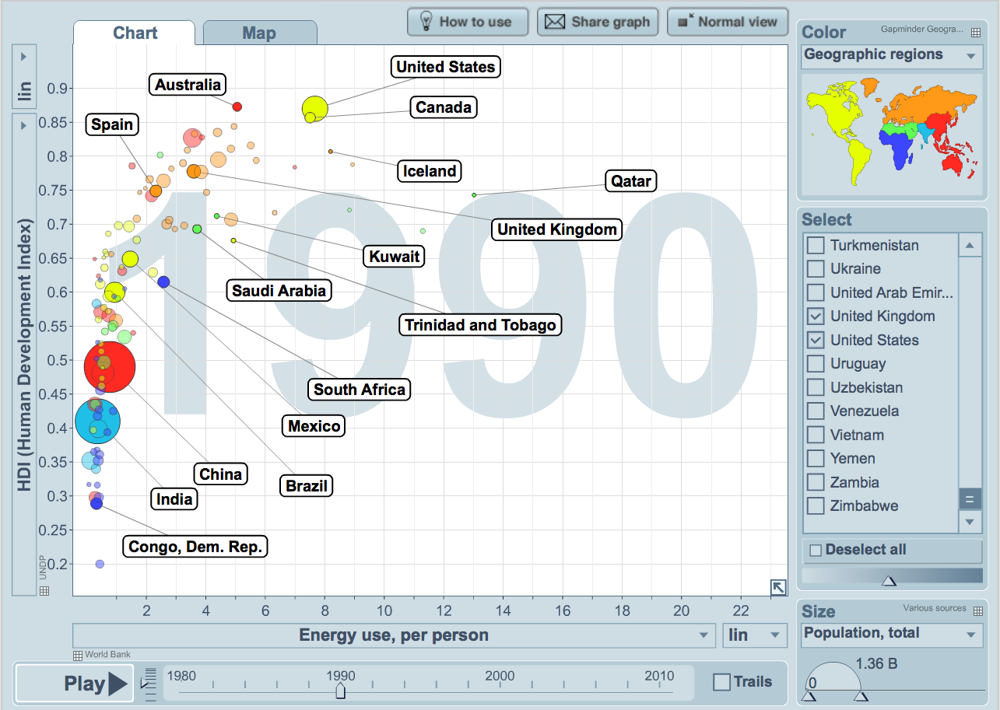 How to use
Share graph
Normal view
Chart
Map
Color
Gapminder Geogra...
Geographic regions
lin
HDI (Human Development Index)
UNDP
0.9
0.85
0.8
0.75
0.7
0.65
0.6
0.55
0.5
0.45
0.4
0.35
0.3
0.25
0.2
1990
United States
Australia
Canada
Spain
Iceland
Qatar
United Kingdom
Kuwait
Saudi Arabia
Trinidad and Tobago
South Africa
Mexico
China
Brazil
India
Congo, Dem. Rep.
2 4 6 8 10 12 14 16 18 20 22
Energy use, per person
lin
World Bank
Play
1980 1990 2000 2010
Trails
Select
Turkmenistan
Ukraine
United Arab Emir...
United Kingdom
United States
Uruguay
Uzbekistan
Venezuela
Vietnam
Yemen
Zambia
Zimbabwe
Deselect all
Size
Various sources
Population, total
1.36 B
0